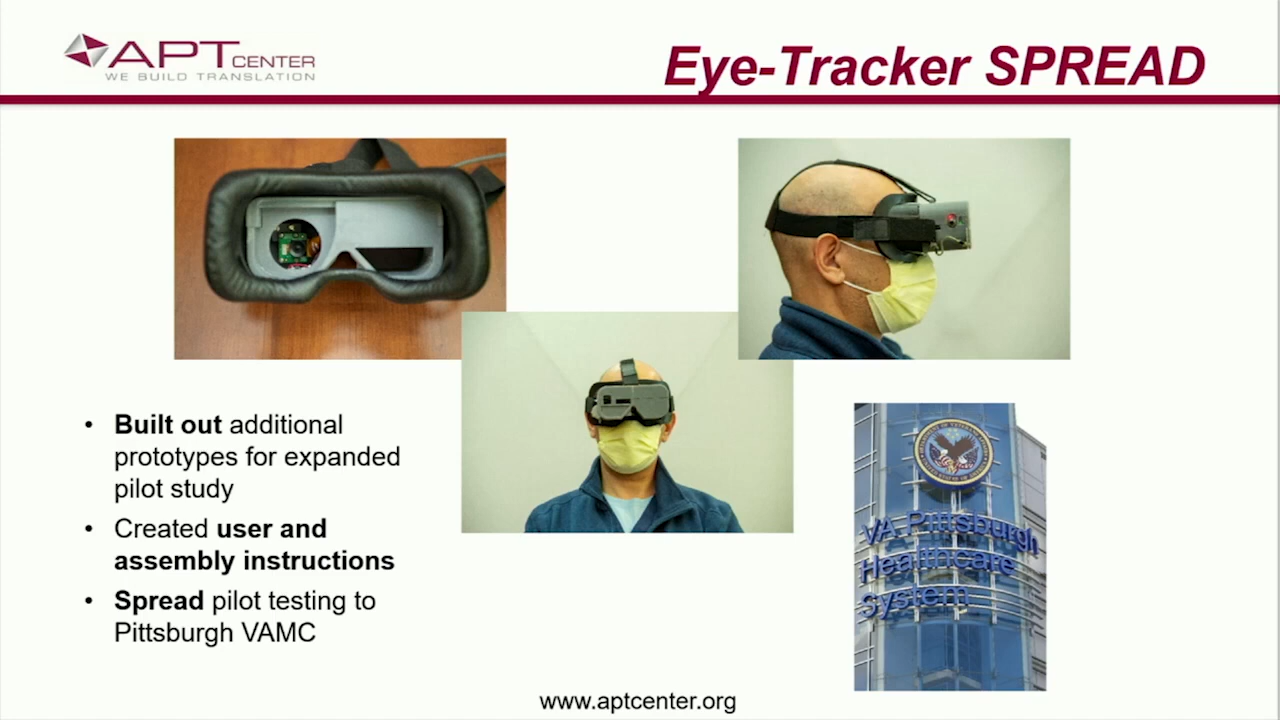 APT CENTER
WE BUILD TRANSLATION
Eye-Tracker SPREAD
• Built out additional
prototypes for expanded
pilot study
• Created user and
assembly instructions
• Spread pilot testing to
Pittsburgh VAMC
VA Pittsburgh
Healthcare
System
www.aptcenter.org